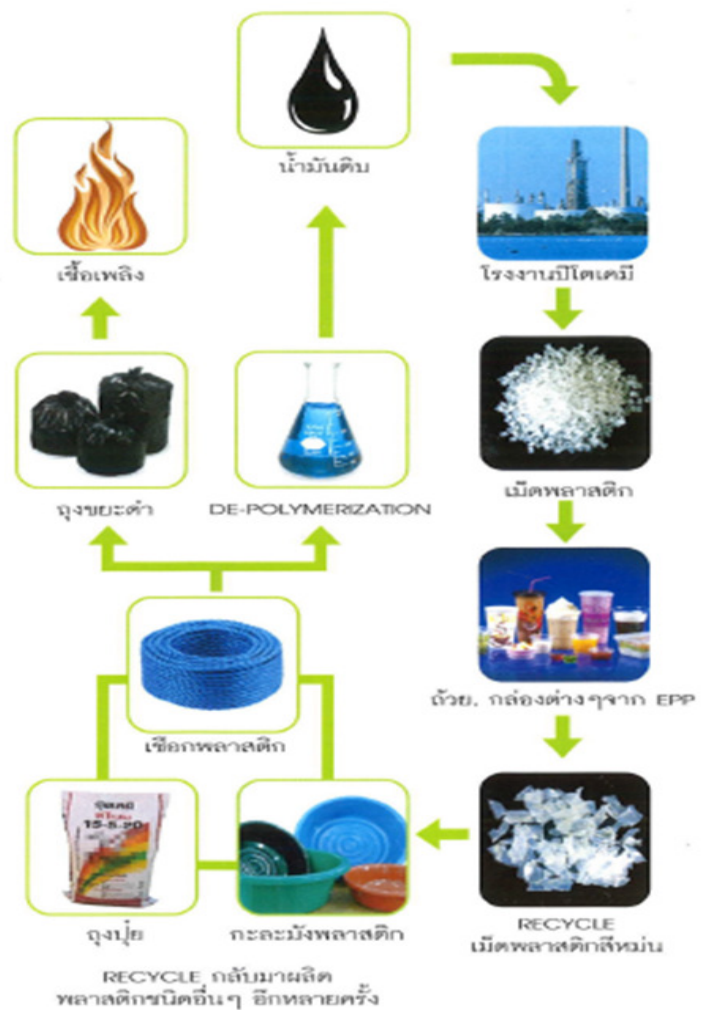 น้ำมันดิบ
เชื้อเพลิง
โรงงานปิโตเคมี
ถุงขยะดำ
DE-POLYMERIZATION
เม็ดพลาสติก
ถ้วย, กล่องต่างๆจาก EPP
เชือกพลาสติก
15-5-20
ถุงปุ๋ย
กะละมังพลาสติก
RECYCLE
เม็ดพลาสติกสีหม่น
RECYCLE กลับมาผลิต
พลาสติกชนิดอื่นๆ อีกหลายครั้ง